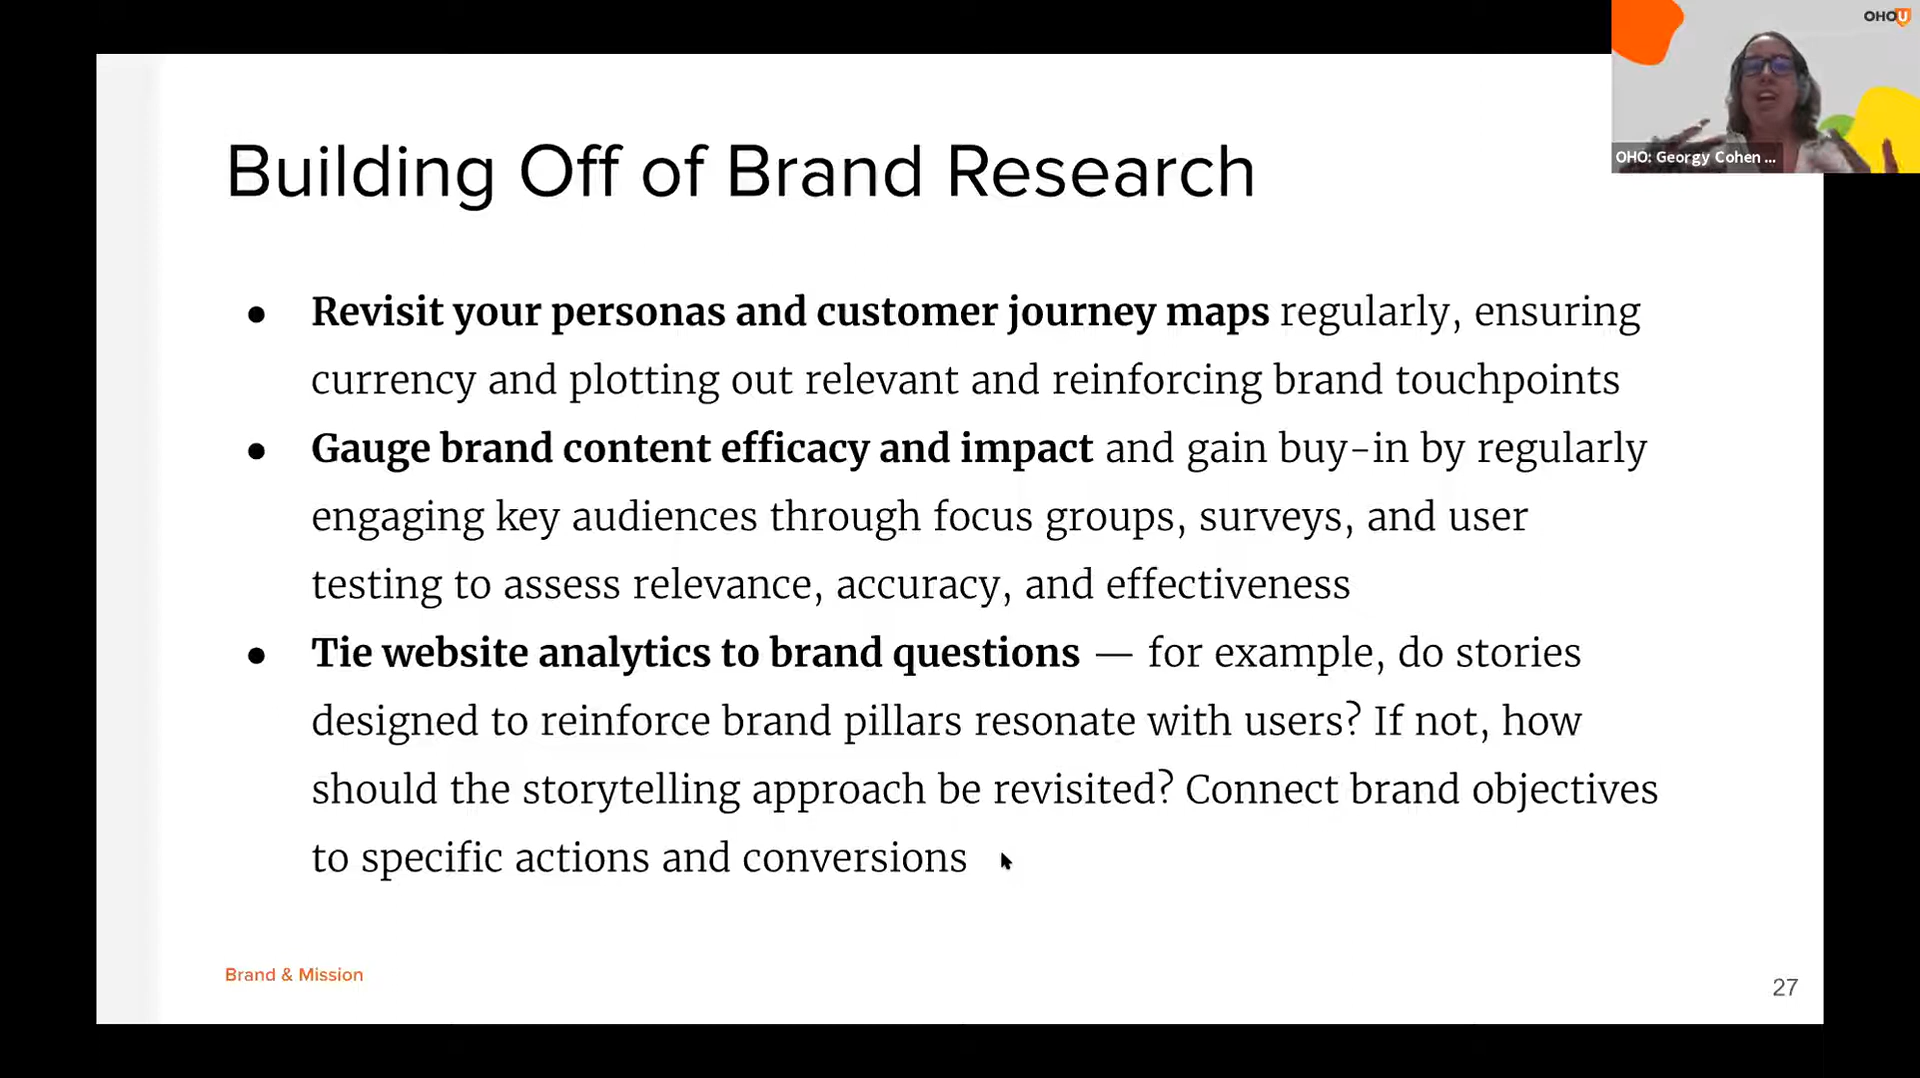 OHO U
OHO: Georgy Cohen ...
Building Off of Brand Research
● Revisit your personas and customer journey maps regularly, ensuring
currency and plotting out relevant and reinforcing brand touchpoints
● Gauge brand content efficacy and impact and gain buy-in by regularly
engaging key audiences through focus groups, surveys, and user
testing to assess relevance, accuracy, and effectiveness
● Tie website analytics to brand questions — for example, do stories
designed to reinforce brand pillars resonate with users? If not, how
should the storytelling approach be revisited? Connect brand objectives
to specific actions and conversions
Brand & Mission
27